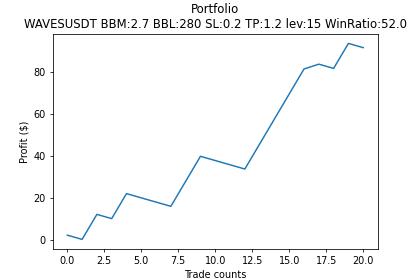 Portfolio
WAVESUSDT BBM:2.7 BBL:280 SL:0.2 TP:1.2 lev:15 WinRatio:52.0
Profit ($)
80
60
40
20
0
0.0 2.5 5.0 7.5 10.0 12.5 15.0 17.5 20.0
Trade counts